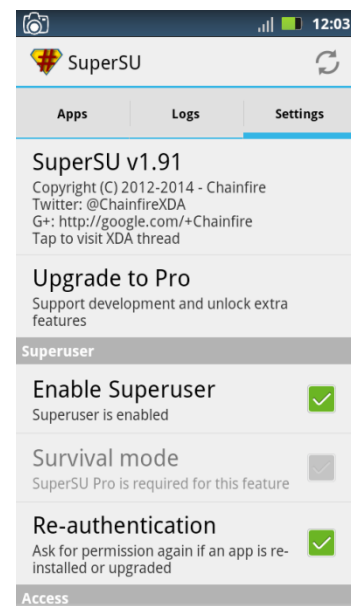 12:03
SuperSU
Apps Logs Settings
SuperSU v1.91
Copyright (C) 2012-2014 - Chainfire
Twitter: @ChainfireXDA
G+: http://google.com/+Chainfire
Tap to visit XDA thread
Upgrade to Pro
Support development and unlock extra
features
Superuser
Enable Superuser
Superuser is enabled
Survival mode
SuperSU Pro is required for this feature
Re-authentication
Ask for permission again if an app is re-
installed or upgraded
Access